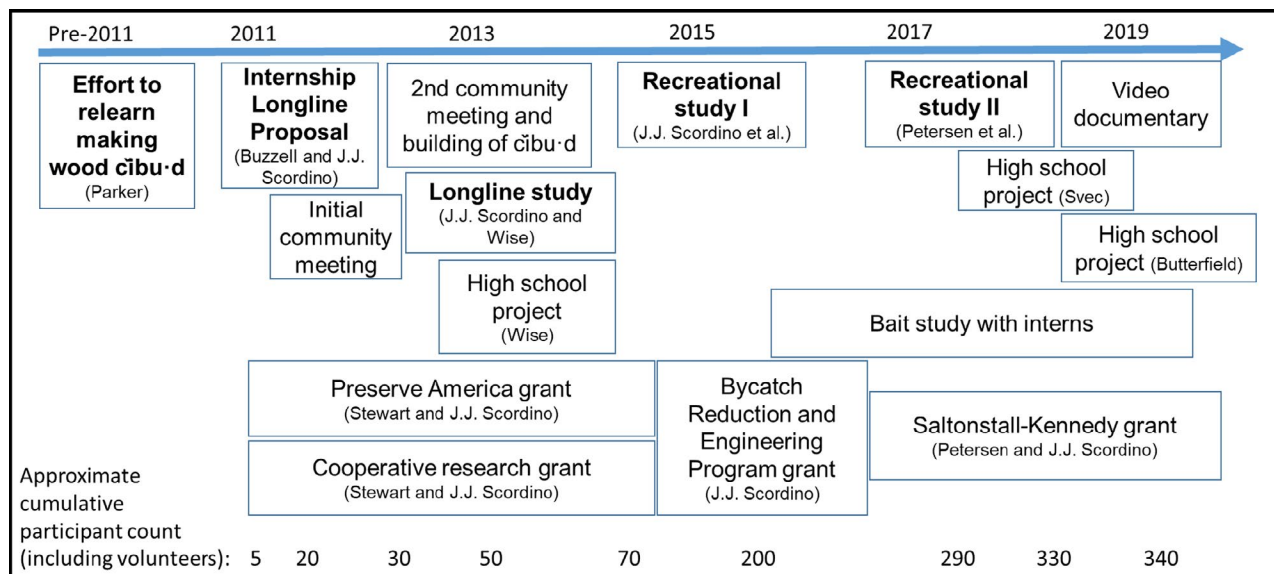 Pre-2011 2011 2013 2015 2017 2019
Effort to
relearn
making
wood c̆ibu·d
(Parker)
Internship
Longline
Proposal
(Buzzell and J.J.
Scordino)
Initial
community
meeting
2nd community
meeting and
building of c̆ibu·d
Longline study
(J.J. Scordino and
Wise)
High school
project
(Wise)
Recreational
study I
(J.J. Scordino et al.)
Recreational
study II
(Petersen et al.)
Video
documentary
High school
project (Svec)
High school
project (Butterfield)
Bait study with interns
Preserve America grant
(Stewart and J.J. Scordino)
Cooperative research grant
(Stewart and J.J. Scordino)
Bycatch
Reduction and
Engineering
Program grant
(J.J. Scordino)
Saltonstall-Kennedy grant
(Petersen and J.J. Scordino)
Approximate
cumulative
participant count
(including volunteers): 5 20 30 50 70 200 290 330 340